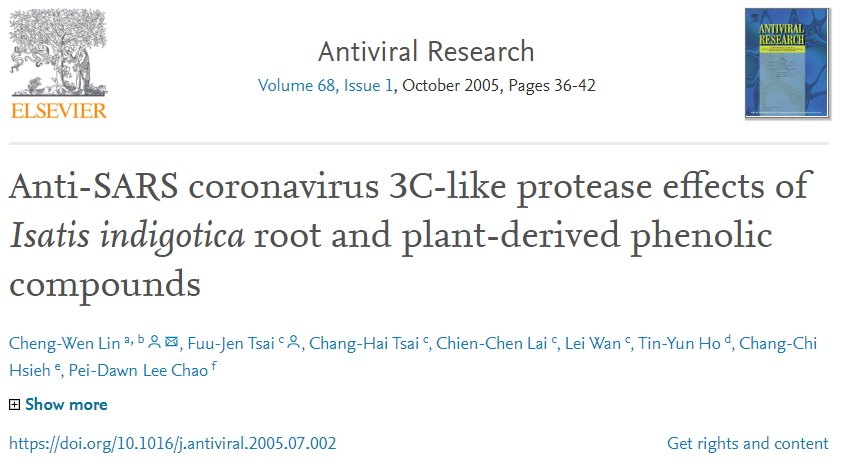 ELSEVIER
Antiviral Research
Volume 68, Issue 1, October 2005, Pages 36-42
ANTIVIRAL
RESEARCH
Anti-SARS coronavirus 3C-like protease effects of
Isatis indigotica root and plant-derived phenolic
compounds
Cheng-Wen Lin a, b, Fuu-Jen Tsai c, Chang-Hai Tsai c, Chien-Chen Lai c, Lei Wan c, Tin-Yun Ho d, Chang-Chi
Hsieh e, Pei-Dawn Lee Chao f
Show more
https://doi.org/10.1016/j.antiviral.2005.07.002
Get rights and content